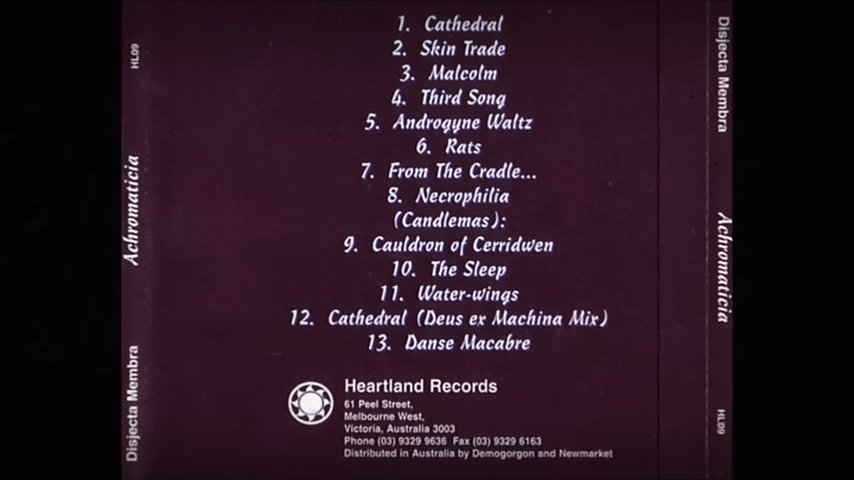 1. Cathedral
2. Skin Trade
3. Malcolm
4. Third Song
5. Androgyne Waltz
6. Rats
7. From The Cradle...
8. Necrophilia
(Candlemas):
9. Cauldron of Cerridwen
10. The Sleep
11. Water-wings
12. Cathedral (Deus ex Machina Mix)
13. Danse Macabre
Heartland Records
61 Peel Street,
Melbourne West,
Victoria, Australia 3003
Phone (03) 9329 9636 Fax (03) 9329 6163
Distributed in Australia by Demogorgon and Newmarket
Disjecta Membra Achromaticia HL09
Disjecta Membra Achromaticia HL09